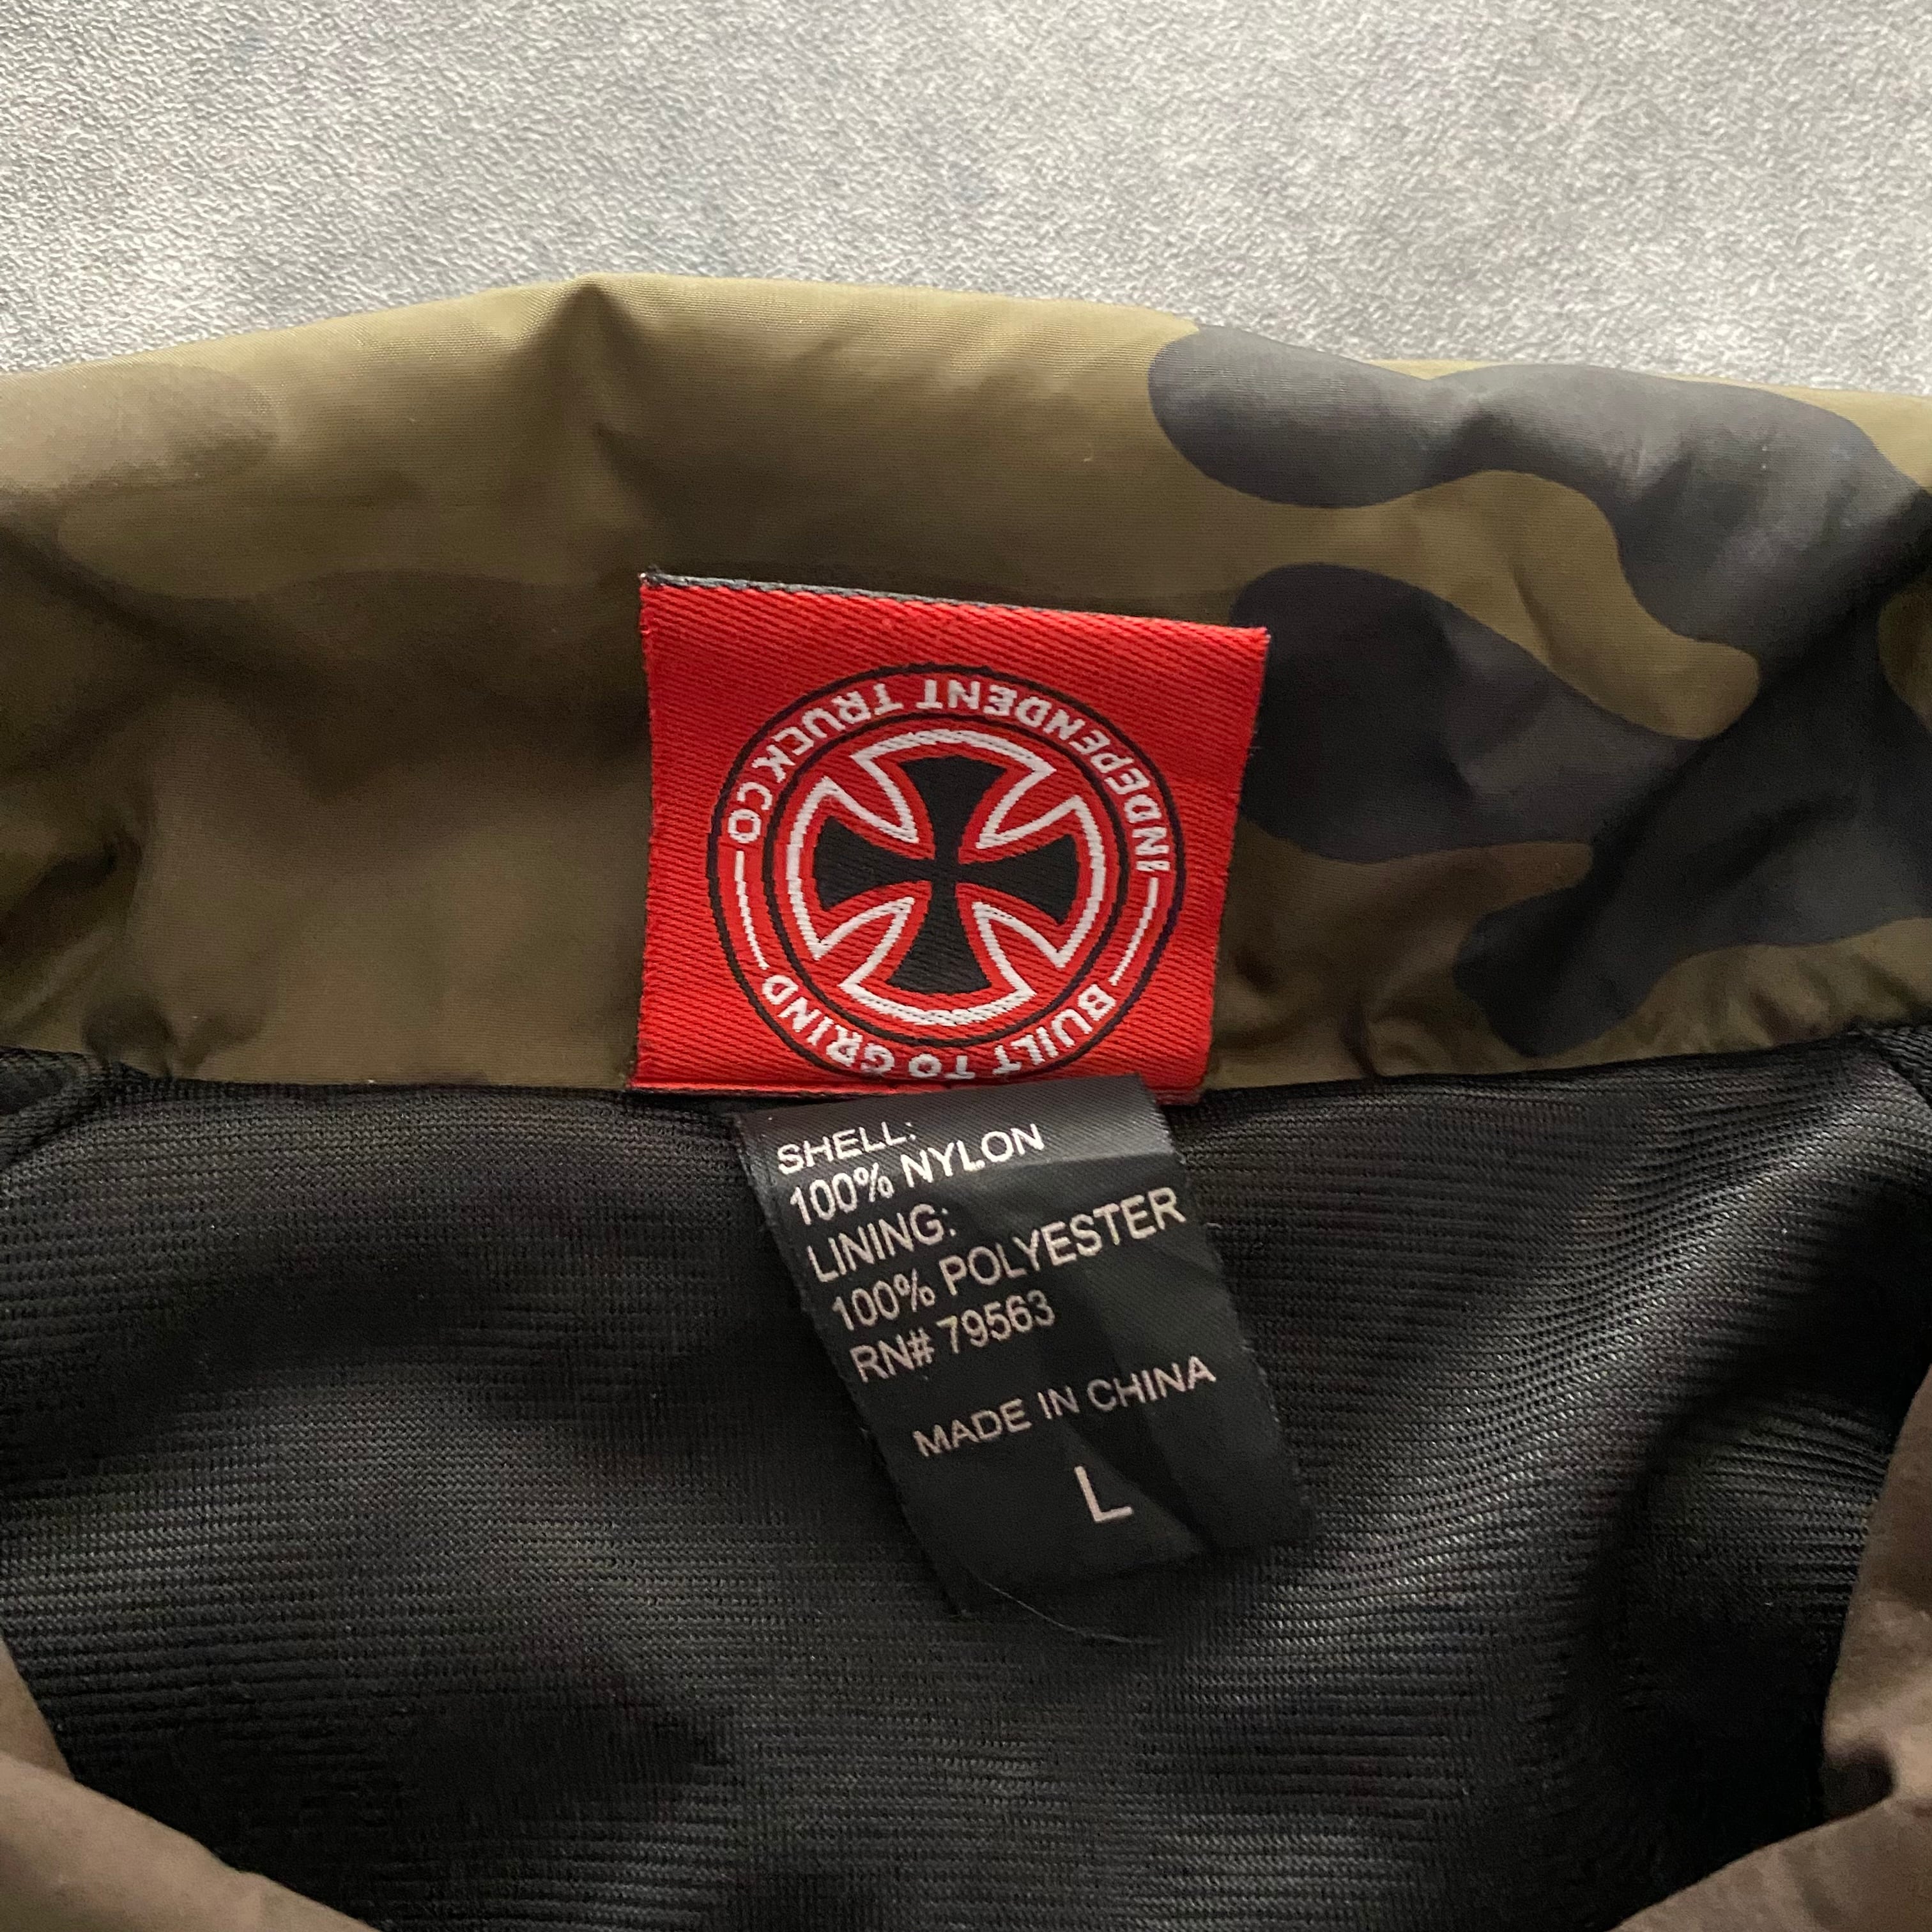 INDEPENDENT TRUCK CO
BUILT TO GRIND
SHELL:
100% NYLON
LINING:
100% POLYESTER
RN# 79563
MADE IN CHINA
L